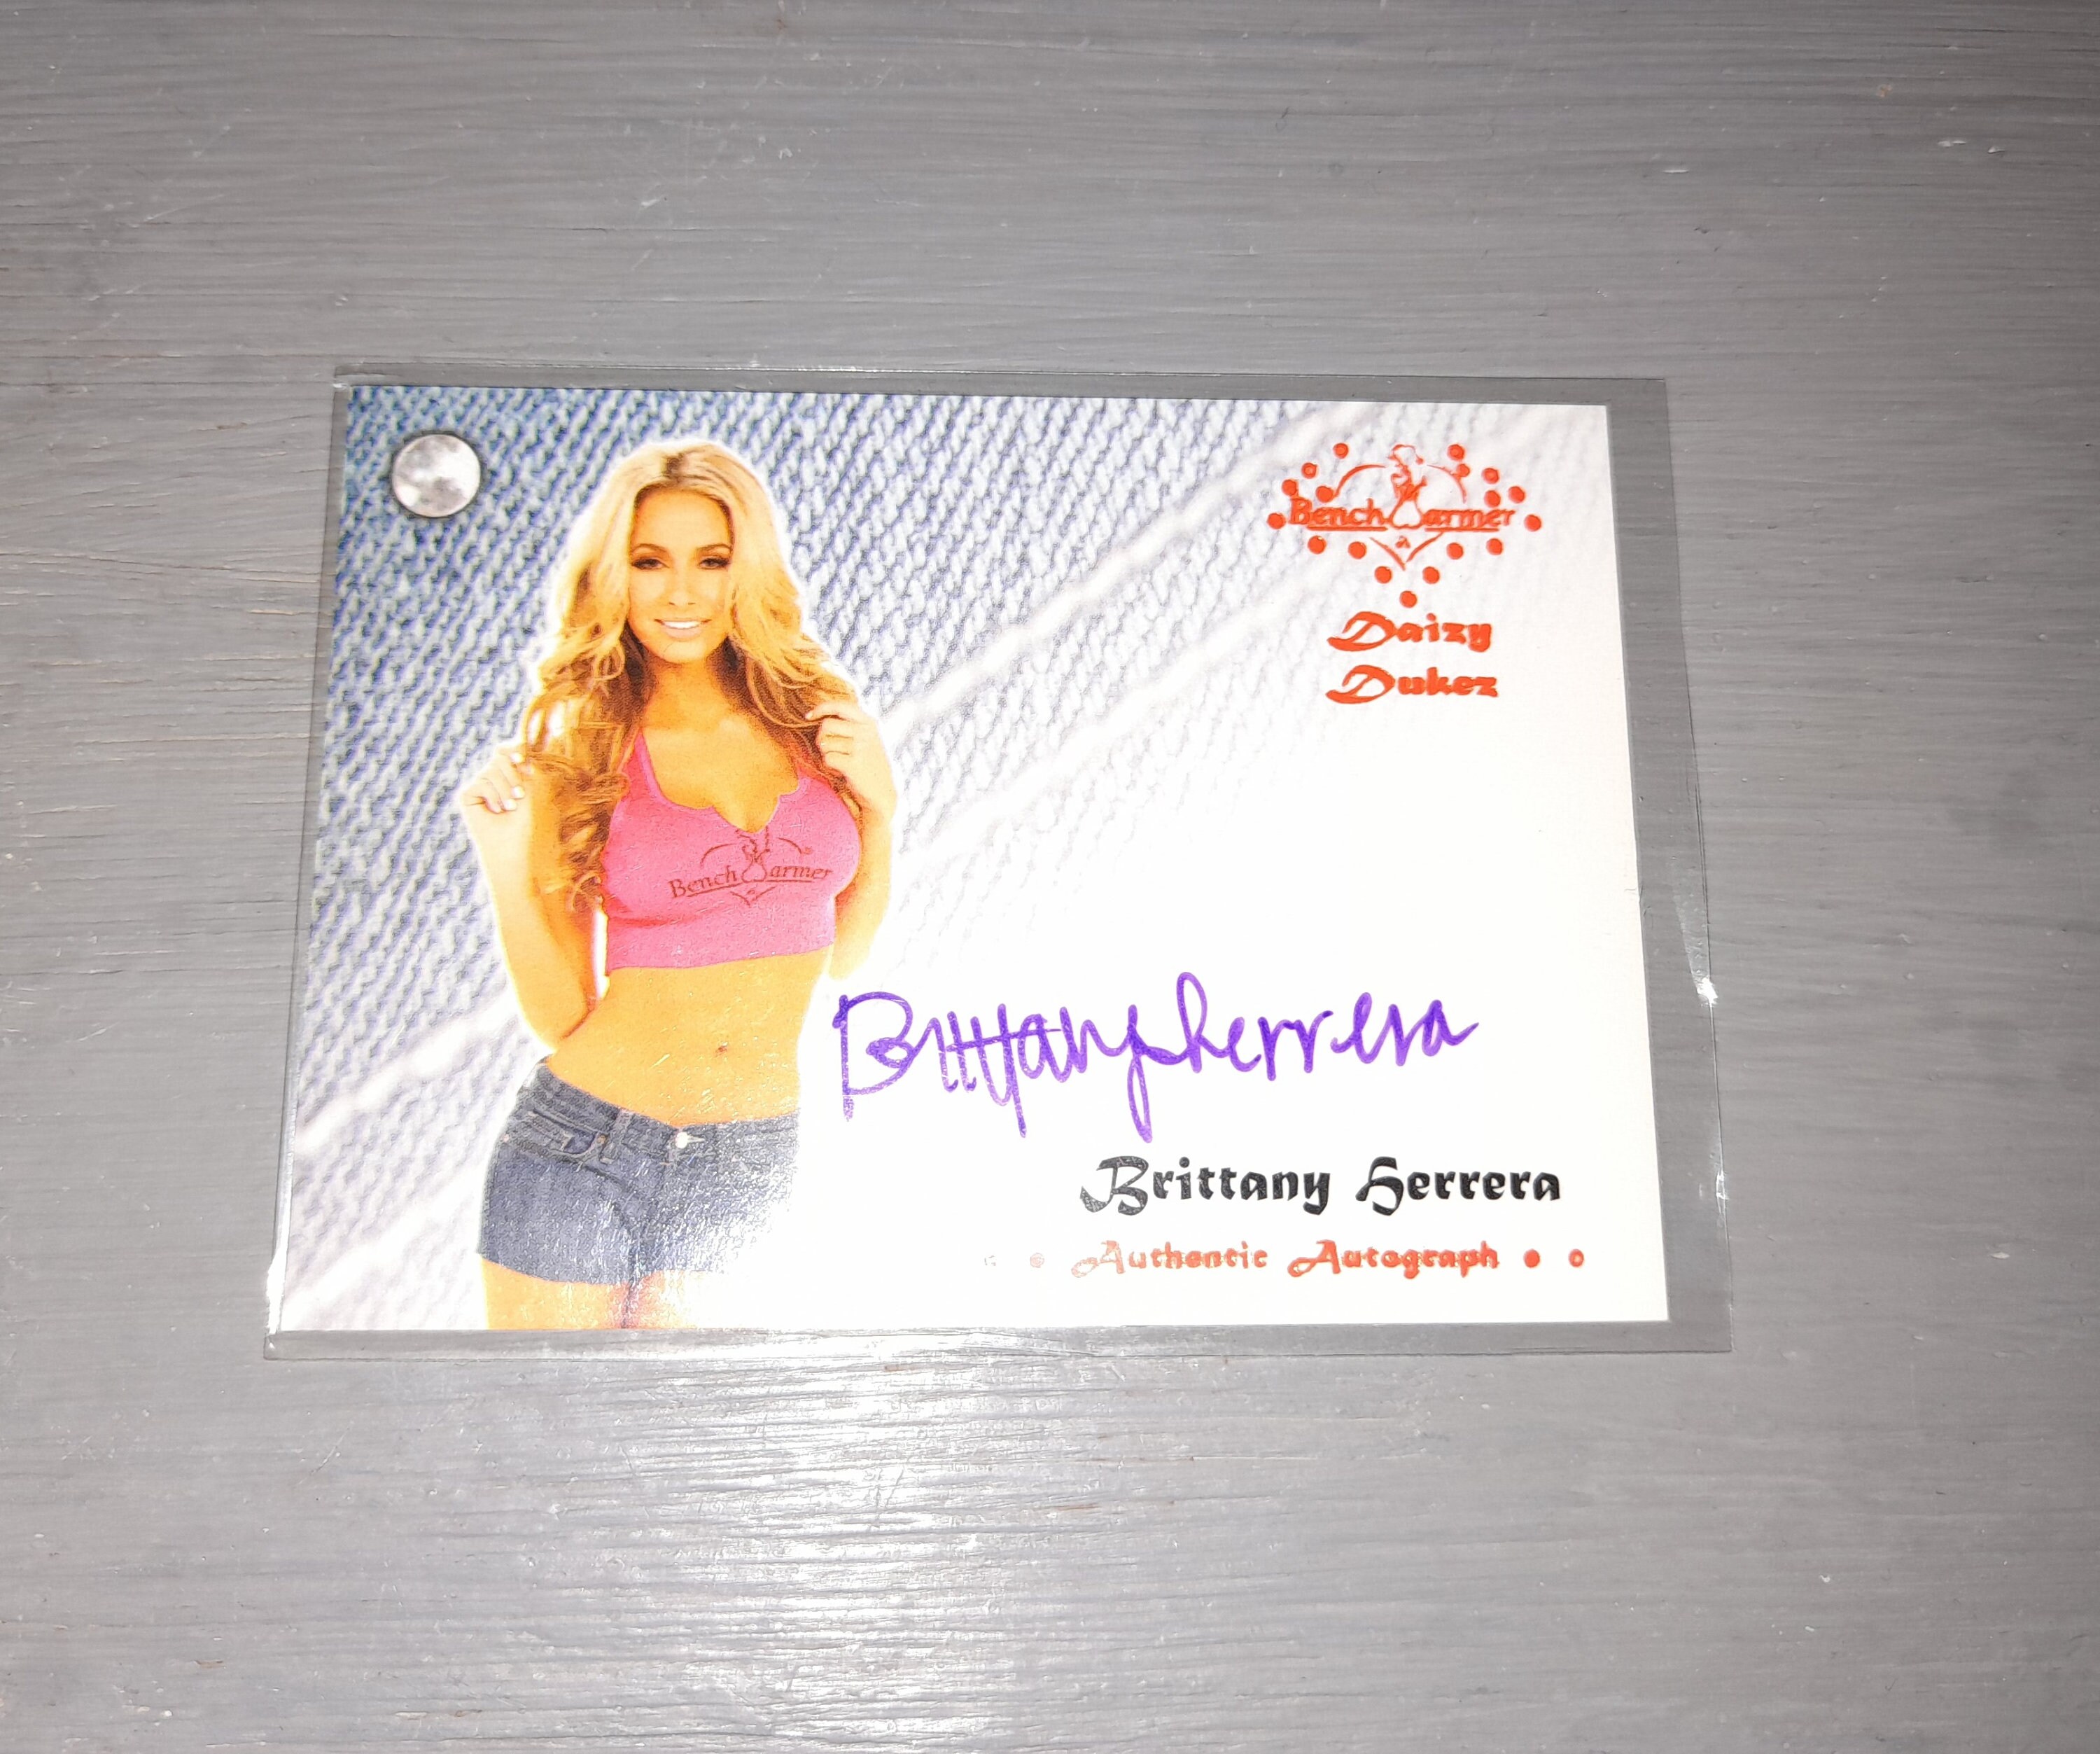 BenchWarmer
Daizy
Dukez
BenchWarmer
Brittany Herrera
Brittany Herrera
Authentic Autograph